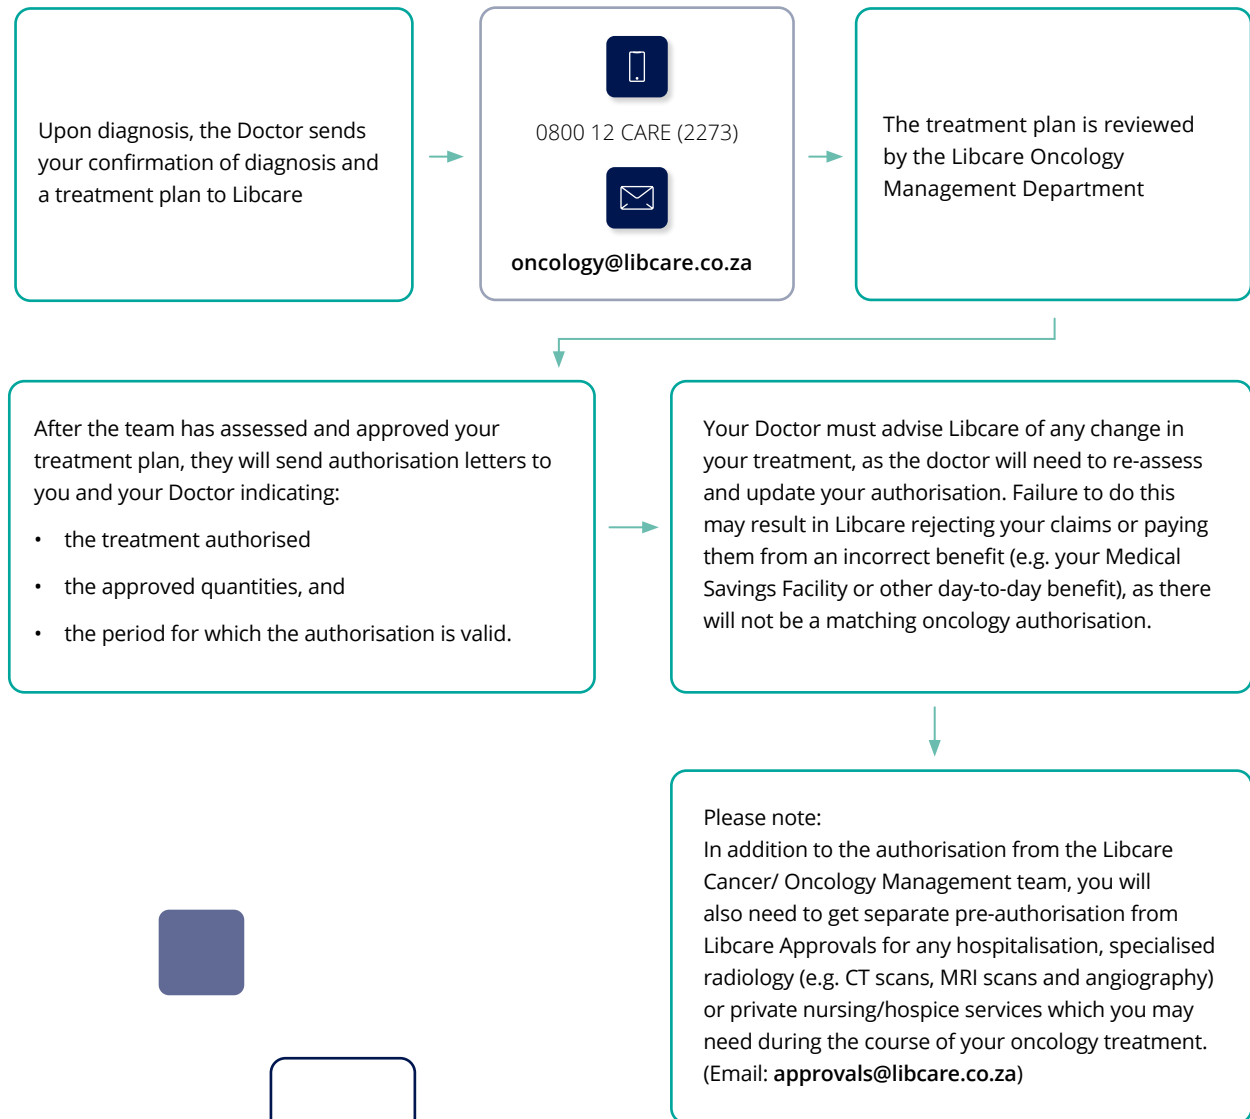 Upon diagnosis, the Doctor sends
your confirmation of diagnosis and
a treatment plan to Libcare
0800 12 CARE (2273)
oncology@libcare.co.za
The treatment plan is reviewed
by the Libcare Oncology
Management Department
After the team has assessed and approved your
treatment plan, they will send authorisation letters to
you and your Doctor indicating:
• the treatment authorised
• the approved quantities, and
• the period for which the authorisation is valid.
Your Doctor must advise Libcare of any change in
your treatment, as the doctor will need to re-assess
and update your authorisation. Failure to do this
may result in Libcare rejecting your claims or paying
them from an incorrect benefit (e.g. your Medical
Savings Facility or other day-to-day benefit), as there
will not be a matching oncology authorisation.
Please note:
In addition to the authorisation from the Libcare
Cancer/ Oncology Management team, you will
also need to get separate pre-authorisation from
Libcare Approvals for any hospitalisation, specialised
radiology (e.g. CT scans, MRI scans and angiography)
or private nursing/hospice services which you may
need during the course of your oncology treatment.
(Email: approvals@libcare.co.za)